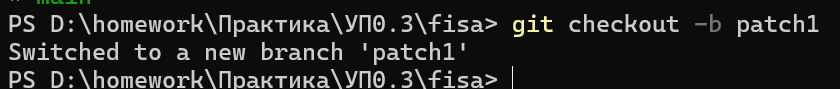 * main
PS D:\homework\Практика\УП0.3\fisa> git checkout -b patch1
Switched to a new branch 'patch1'
PS D:\homework\Практика\УП0.3\fisa>